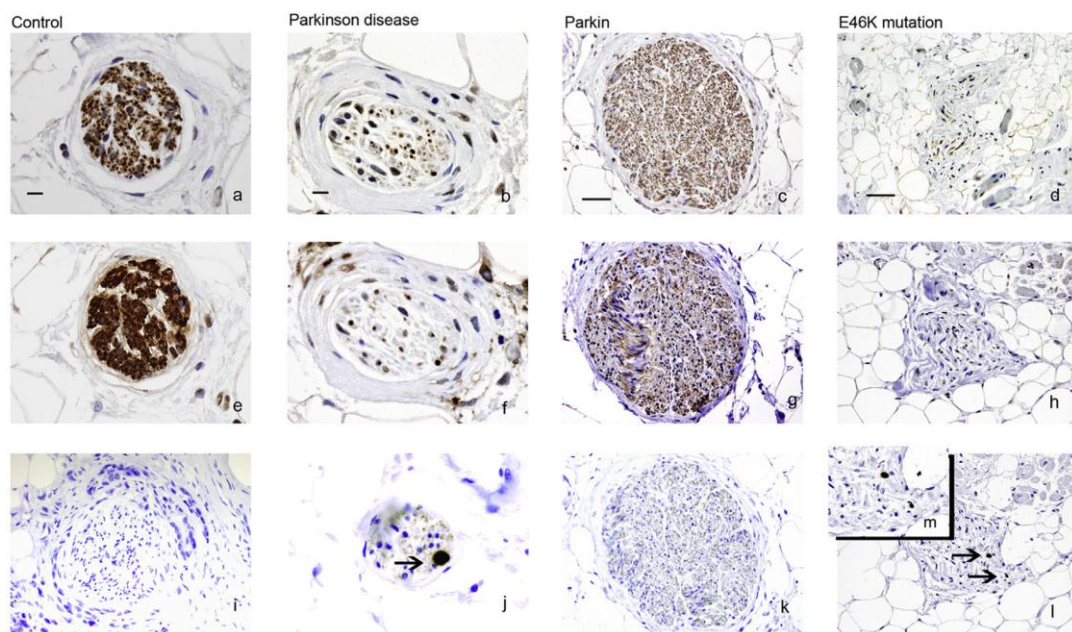 Control
Parkinson disease
Parkin
E46K mutation
a
b
c
d
e
f
g
h
i
j
k
m
l